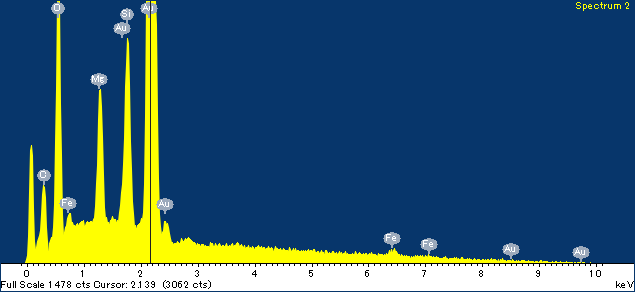 Spectrum 2
O Au
Si
Au
Mg
Fe
Au
Fe
Fe
Au
Au
0 1 2 3 4 5 6 7 8 9 10
Full Scale 1478 cts Cursor: 2.139 (3062 cts) keV